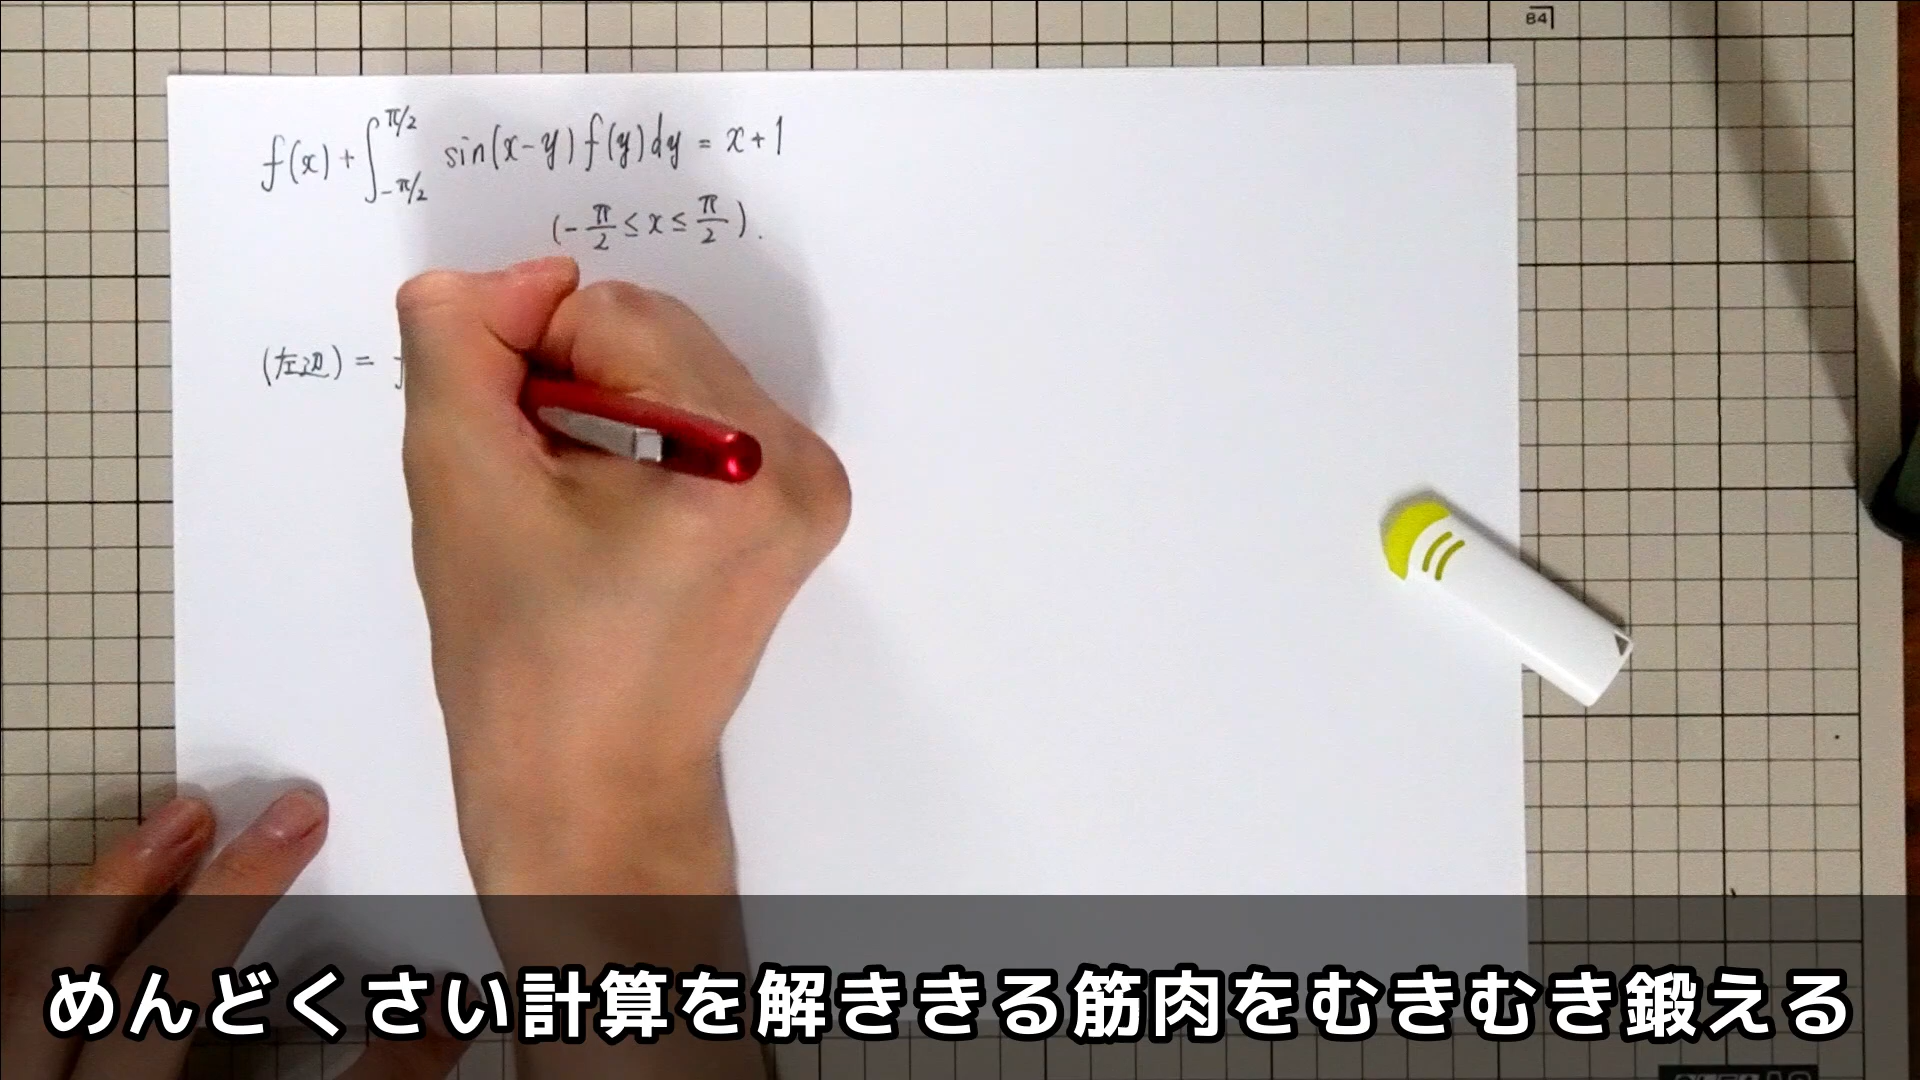 84
f(x) + ∫_{-π/2}^{π/2} sin(x-y) f(y) dy = x+1
(-π/2 ≤ x ≤ π/2).
(左辺) =
めんどくさい計算を解ききる筋肉をむきむき鍛える